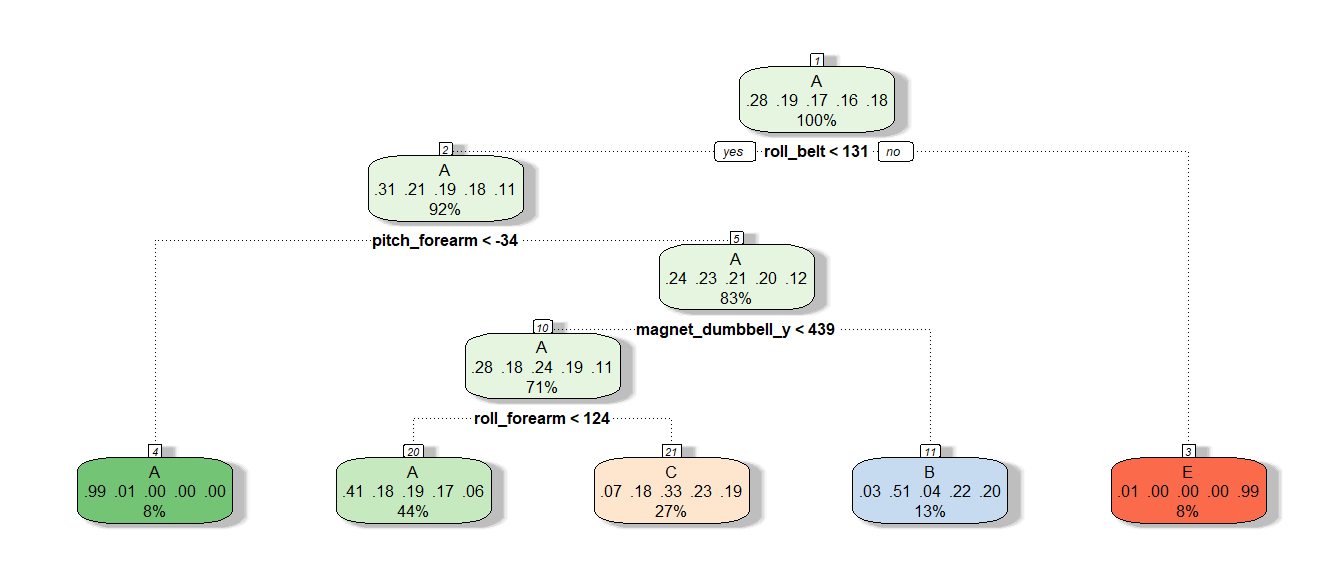 1
A
.28 .19 .17 .16 .18
100%
yes roll_belt < 131 no
2
A
.31 .21 .19 .18 .11
92%
pitch_forearm < -34
5
A
.24 .23 .21 .20 .12
83%
magnet_dumbbell_y < 439
10
A
.28 .18 .24 .19 .11
71%
roll_forearm < 124
4
A
.99 .01 .00 .00 .00
8%
20
A
.41 .18 .19 .17 .06
44%
21
C
.07 .18 .33 .23 .19
27%
11
B
.03 .51 .04 .22 .20
13%
3
E
.01 .00 .00 .00 .99
8%